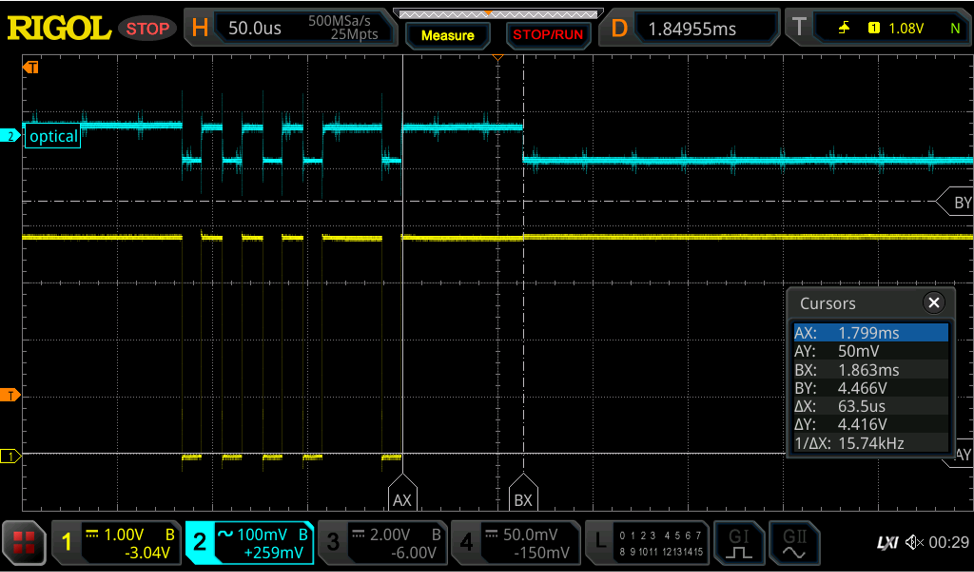 RIGOL STOP H 50.0us 500MSa/s 25Mpts Measure STOP/RUN D 1.84955ms T 1 1.08V N
T
2 optical
BY
Cursors
AX: 1.799ms
AY: 50mV
BX: 1.863ms
BY: 4.466V
ΔX: 63.5us
ΔY: 4.416V
1/ΔX: 15.74kHz
T
1
AY
AX BX
1 1.00V B -3.04V
2 100mV B +259mV
3 2.00V B -6.00V
4 50.0mV -150mV
L 0 1 2 3 4 5 6 7
8 9 10 11 12 13 14 15
GI GII
LXI 00:29